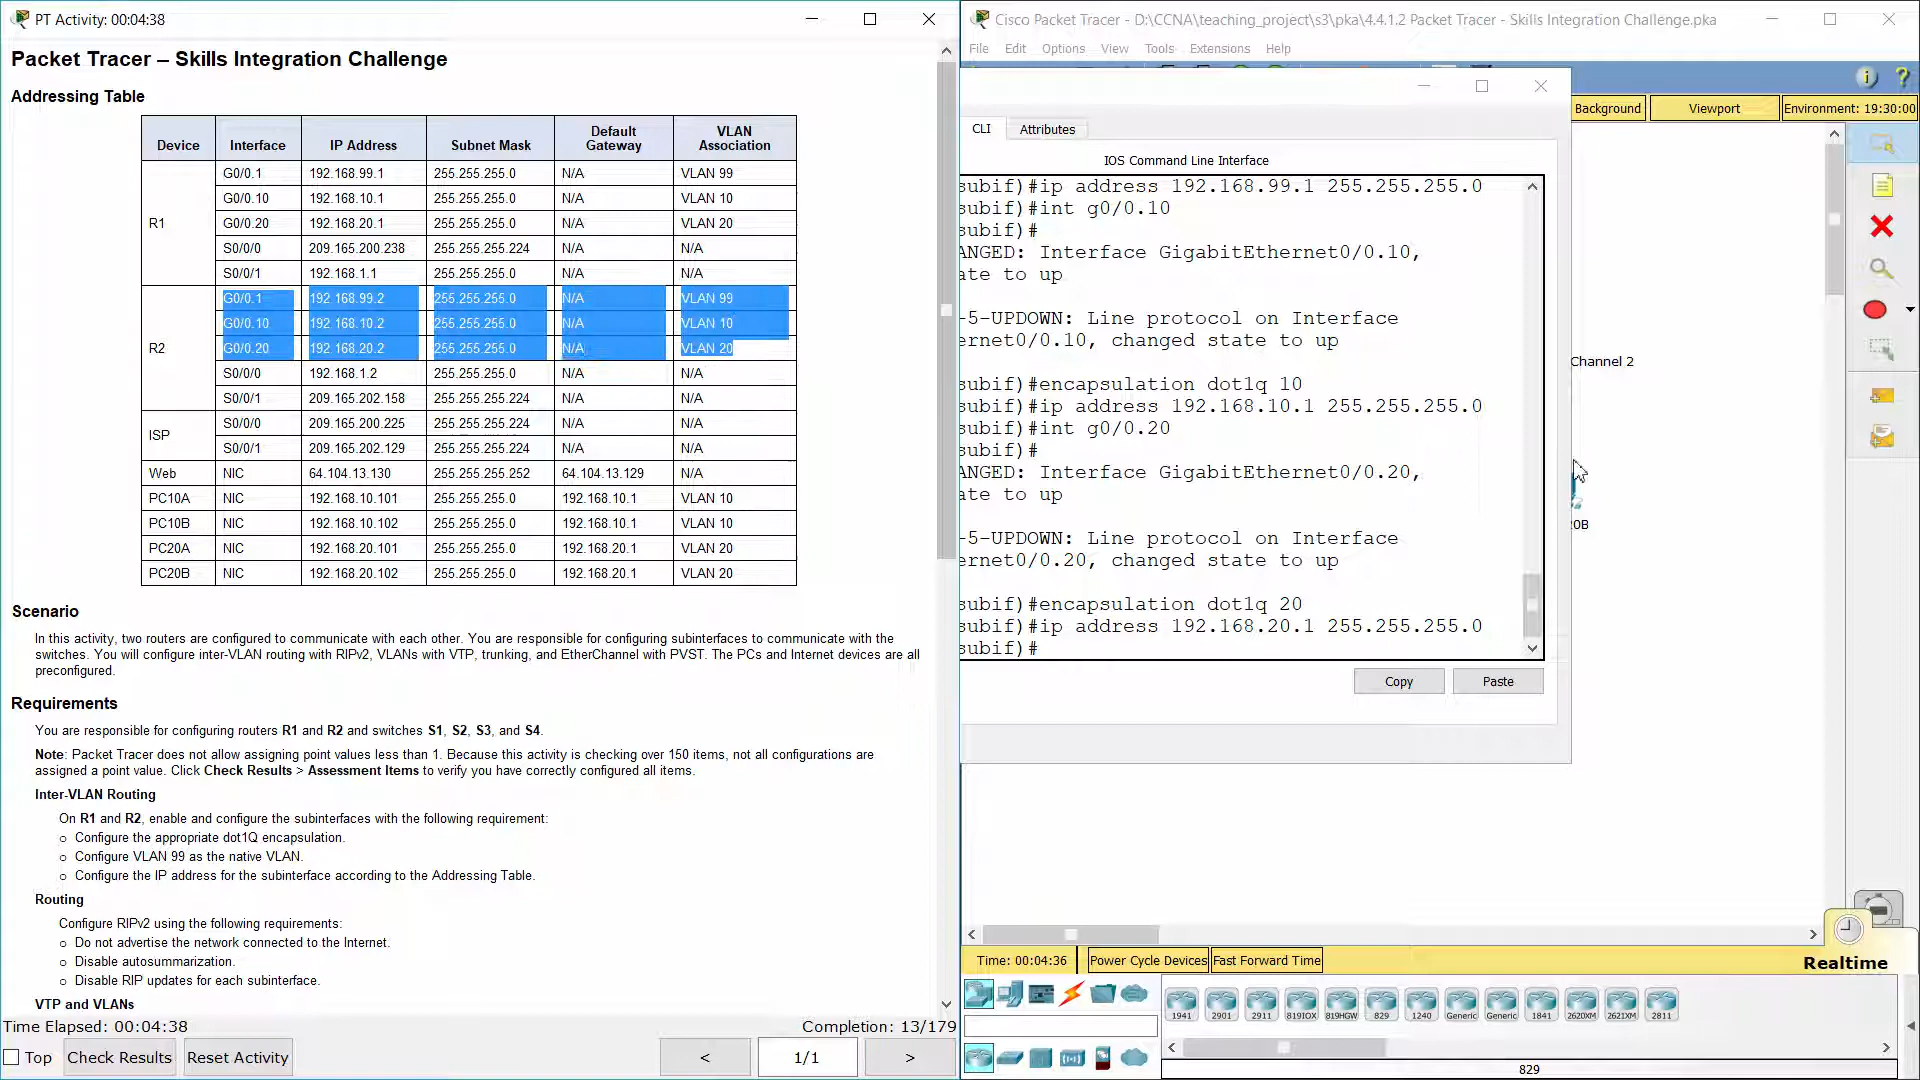 PT Activity: 00:04:38
Packet Tracer – Skills Integration Challenge
Addressing Table
Device Interface IP Address Subnet Mask Default Gateway VLAN Association
R1
G0/0.1 192.168.99.1 255.255.255.0 N/A VLAN 99
G0/0.10 192.168.10.1 255.255.255.0 N/A VLAN 10
G0/0.20 192.168.20.1 255.255.255.0 N/A VLAN 20
S0/0/0 209.165.200.238 255.255.255.224 N/A N/A
S0/0/1 192.168.1.1 255.255.255.0 N/A N/A
R2
G0/0.1 192.168.99.2 255.255.255.0 N/A VLAN 99
G0/0.10 192.168.10.2 255.255.255.0 N/A VLAN 10
G0/0.20 192.168.20.2 255.255.255.0 N/A VLAN 20
S0/0/0 192.168.1.2 255.255.255.0 N/A N/A
S0/0/1 209.165.202.158 255.255.255.224 N/A N/A
ISP
S0/0/0 209.165.200.225 255.255.255.224 N/A N/A
S0/0/1 209.165.202.129 255.255.255.224 N/A N/A
Web NIC 64.104.13.130 255.255.255.252 64.104.13.129 N/A
PC10A NIC 192.168.10.101 255.255.255.0 192.168.10.1 VLAN 10
PC10B NIC 192.168.10.102 255.255.255.0 192.168.10.1 VLAN 10
PC20A NIC 192.168.20.101 255.255.255.0 192.168.20.1 VLAN 20
PC20B NIC 192.168.20.102 255.255.255.0 192.168.20.1 VLAN 20
Scenario
In this activity, two routers are configured to communicate with each other. You are responsible for configuring subinterfaces to communicate with the
switches. You will configure inter-VLAN routing with RIPv2, VLANs with VTP, trunking, and EtherChannel with PVST. The PCs and Internet devices are all
preconfigured.
Requirements
You are responsible for configuring routers R1 and R2 and switches S1, S2, S3, and S4.
Note: Packet Tracer does not allow assigning point values less than 1. Because this activity is checking over 150 items, not all configurations are
assigned a point value. Click Check Results > Assessment Items to verify you have correctly configured all items.
Inter-VLAN Routing
On R1 and R2, enable and configure the subinterfaces with the following requirement:
o Configure the appropriate dot1Q encapsulation.
o Configure VLAN 99 as the native VLAN.
o Configure the IP address for the subinterface according to the Addressing Table.
Routing
Configure RIPv2 using the following requirements:
o Do not advertise the network connected to the Internet.
o Disable autosummarization.
o Disable RIP updates for each subinterface.
VTP and VLANs
Time Elapsed: 00:04:38
Completion: 13/179
Top Check Results Reset Activity < 1/1 >
Cisco Packet Tracer - D:\CCNA\teaching_project\s3\pka\4.4.1.2 Packet Tracer - Skills Integration Challenge.pka
File Edit Options View Tools Extensions Help
Background Viewport Environment: 19:30:00
CLI Attributes
IOS Command Line Interface
subif)#ip address 192.168.99.1 255.255.255.0
subif)#int g0/0.10
subif)#
ANGED: Interface GigabitEthernet0/0.10,
ate to up
-5-UPDOWN: Line protocol on Interface
ernet0/0.10, changed state to up
subif)#encapsulation dot1q 10
subif)#ip address 192.168.10.1 255.255.255.0
subif)#int g0/0.20
subif)#
ANGED: Interface GigabitEthernet0/0.20,
ate to up
-5-UPDOWN: Line protocol on Interface
ernet0/0.20, changed state to up
subif)#encapsulation dot1q 20
subif)#ip address 192.168.20.1 255.255.255.0
subif)#
Copy Paste
Channel 2
20B
Time: 00:04:36 Power Cycle Devices Fast Forward Time
Realtime
1941 2901 2911 819IOX 819HGW 829 1240 Generic Generic 1841 2620XM 2621XM 2811
829